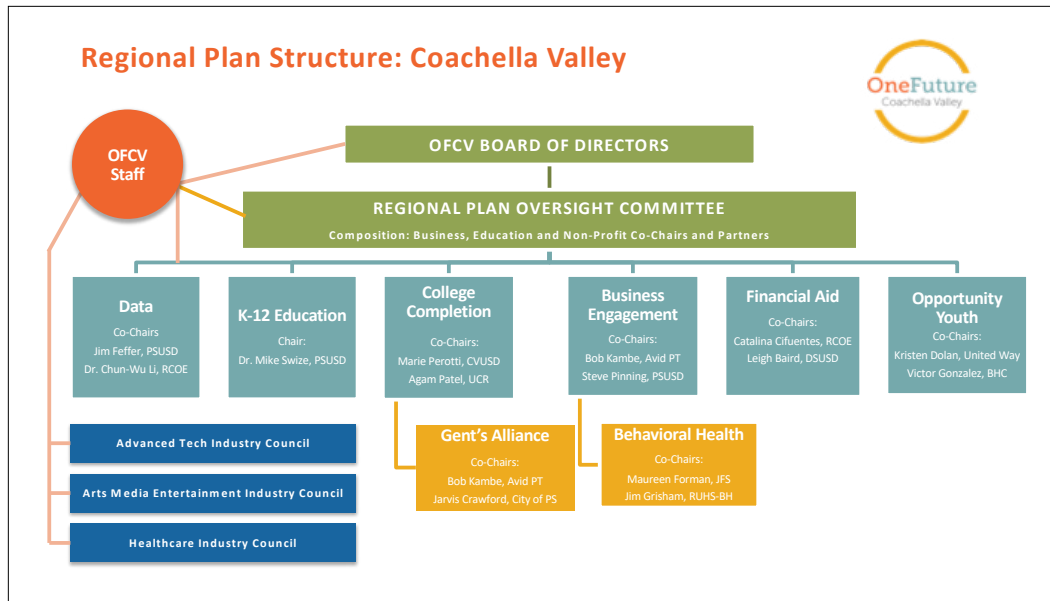 Regional Plan Structure: Coachella Valley
OneFuture
Coachella Valley
OFCV
Staff
OFCV BOARD OF DIRECTORS
REGIONAL PLAN OVERSIGHT COMMITTEE
Composition: Business, Education and Non-Profit Co-Chairs and Partners
Data
Co-Chairs
Jim Feffer, PSUSD
Dr. Chun-Wu Li, RCOE
K-12 Education
Chair:
Dr. Mike Swize, PSUSD
College
Completion
Co-Chairs:
Marie Perotti, CVUSD
Agam Patel, UCR
Business
Engagement
Co-Chairs:
Bob Kambe, Avid PT
Steve Pinning, PSUSD
Financial Aid
Co-Chairs:
Catalina Cifuentes, RCOE
Leigh Baird, DSUSD
Opportunity
Youth
Co-Chairs:
Kristen Dolan, United Way
Victor Gonzalez, BHC
Gent's Alliance
Co-Chairs:
Bob Kambe, Avid PT
Jarvis Crawford, City of PS
Behavioral Health
Co-Chairs:
Maureen Forman, JFS
Jim Grisham, RUHS-BH
Advanced Tech Industry Council
Arts Media Entertainment Industry Council
Healthcare Industry Council